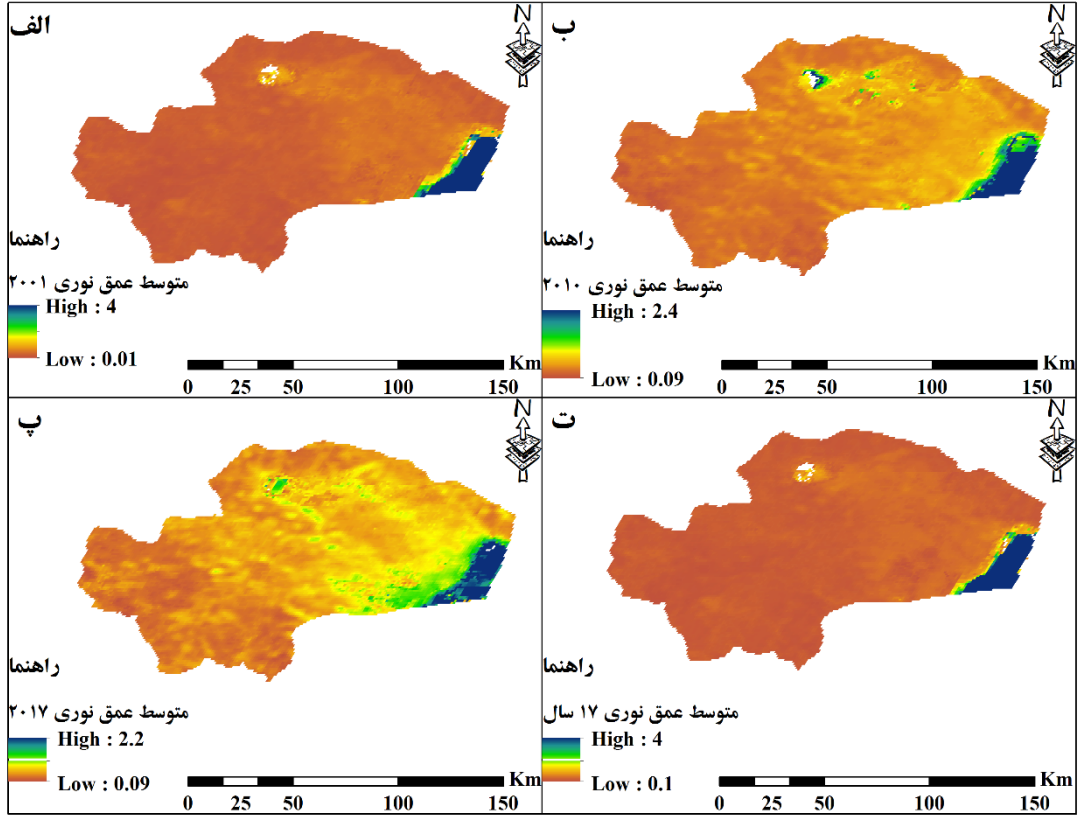 الف
N
راهنما
متوسط عمق نوری ۲۰۰۱
High : 4
Low : 0.01
Km
0 25 50 100 150
ب
N
راهنما
متوسط عمق نوری ۲۰۱۰
High : 2.4
Low : 0.09
Km
0 25 50 100 150
پ
N
راهنما
متوسط عمق نوری ۲۰۱۷
High : 2.2
Low : 0.09
Km
0 25 50 100 150
ت
N
راهنما
متوسط عمق نوری ۱۷ سال
High : 4
Low : 0.1
Km
0 25 50 100 150